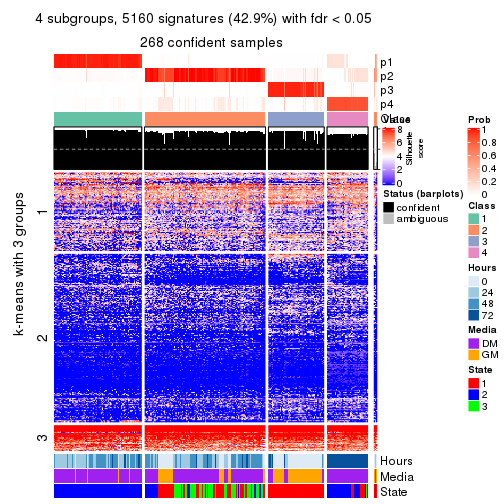 4 subgroups, 5160 signatures (42.9%) with fdr < 0.05
268 confident samples
p1
p2
p3
p4
Class
Silhouette
score
k-means with 3 groups
1
2
3
Hours
Media
State
Value
8
6
4
2
0
Status (barplots)
confident
ambiguous
Prob
1
0.8
0.6
0.4
0.2
0
Class
1
2
3
4
Hours
0
24
48
72
Media
DM
GM
State
1
2
3